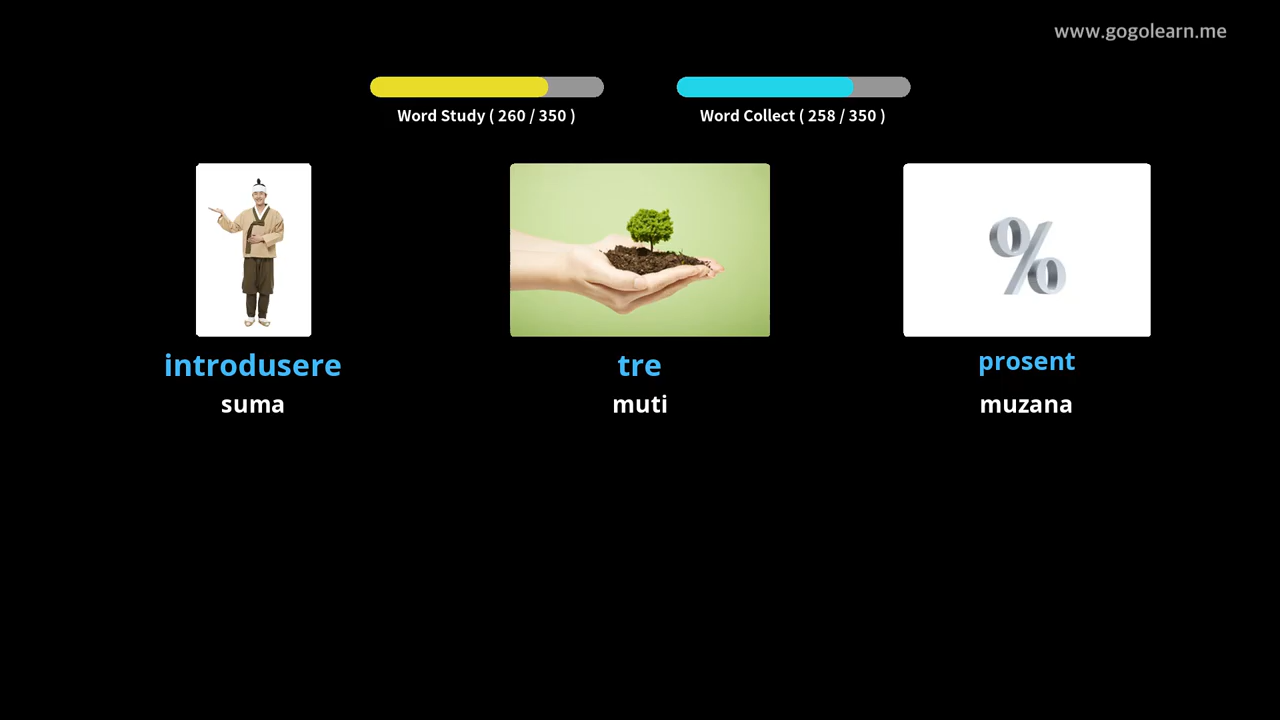 www.gogolearn.me
Word Study ( 260 / 350 )
Word Collect ( 258 / 350 )
introdusere
suma
tre
muti
prosent
muzana